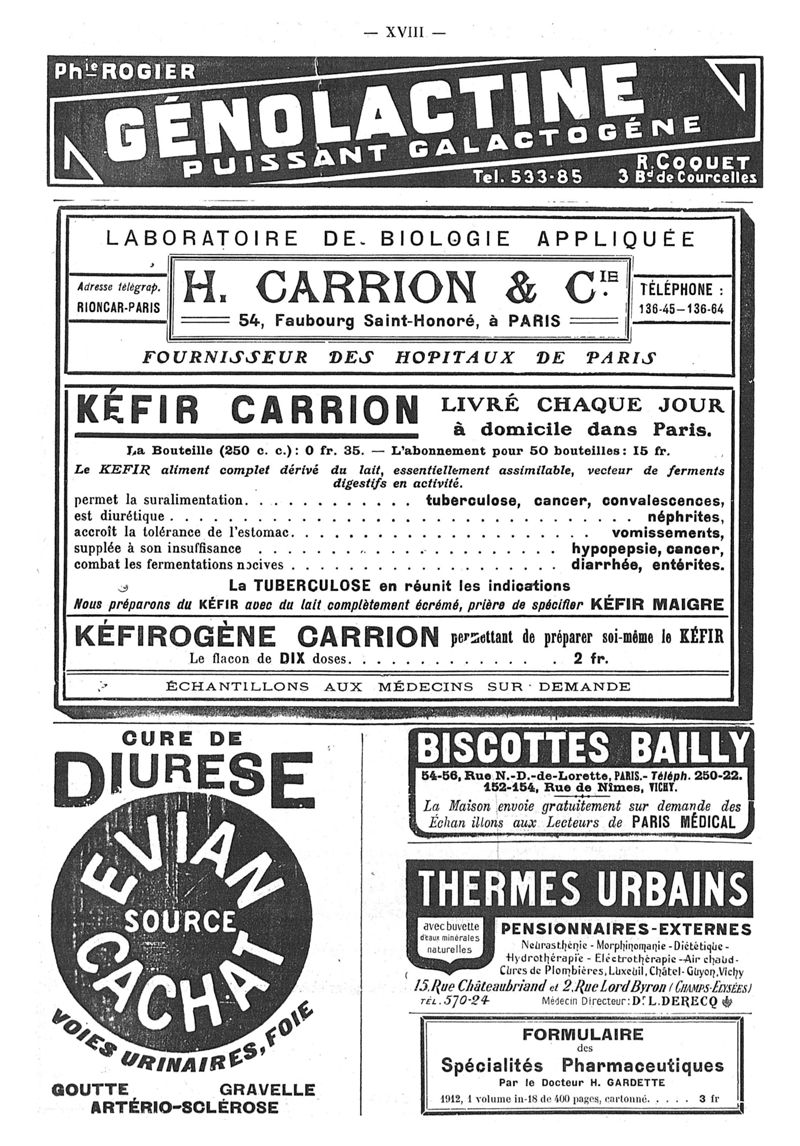 — XVIII —
Phie ROGIER
GÉNOLACTINE
PUISSANT GALACTOGÉNE
R. COQUET
Tel. 533-85 3 Bd de Courcelles
LABORATOIRE DE BIOLOGIE APPLIQUÉE
Adresse télégrap.
RIONCAR-PARIS
H. CARRION & CIE
54, Faubourg Saint-Honoré, à PARIS
TÉLÉPHONE :
136-45—136-64
FOURNISSEUR DES HOPITAUX DE PARIS
KÉFIR CARRION LIVRÉ CHAQUE JOUR
à domicile dans Paris.
La Bouteille (250 c. c.): 0 fr. 35. — L'abonnement pour 50 bouteilles: 15 fr.
Le KEFIR aliment complet dérivé du lait, essentiellement assimilable, vecteur de ferments
digestifs en activité.
permet la suralimentation. . . . . . . . . . . . tuberculose, cancer, convalescences,
est diurétique . . . . . . . . . . . . . . . . . . . . . . . . . . . . . néphrites,
accroît la tolérance de l'estomac. . . . . . . . . . . . . . . . . . . . vomissements,
supplée à son insuffisance . . . . . . . . . . . . . . . . . . . hypopepsie, cancer,
combat les fermentations nocives . . . . . . . . . . . . . . . . diarrhée, entérites.
La TUBERCULOSE en réunit les indications
Nous préparons du KÉFIR avec du lait complètement écrémé, prière de spécifier KÉFIR MAIGRE
KÉFIROGÈNE CARRION permettant de préparer soi-même le KÉFIR
Le flacon de DIX doses. . . . . . . . . . . . . . 2 fr.
ÉCHANTILLONS AUX MÉDECINS SUR DEMANDE
CURE DE
DIURESE
EVIAN
SOURCE
CACHAT
VOIES URINAIRES, FOIE
GOUTTE GRAVELLE
ARTÉRIO-SCLÉROSE
BISCOTTES BAILLY
54-56, Rue N.-D.-de-Lorette, PARIS.- Téléph. 250-22.
152-154, Rue de Nîmes, VICHY.
La Maison envoie gratuitement sur demande des
Échan illons aux Lecteurs de PARIS MÉDICAL
THERMES URBAINS
avec buvette
d'eaux minérales
naturelles
PENSIONNAIRES-EXTERNES
Neurasthénie - Morphinomanie - Diététique -
Hydrothérapie - Electrothérapie - Air chaud -
Cures de Plombières, Luxeuil, Châtel-Guyon, Vichy
15, Rue Châteaubriand et 2, Rue Lord Byron (CHAMPS-ELYSÉES)
TÉL. 570-24 Médecin Directeur: Dr L. DERECQ
FORMULAIRE
des
Spécialités Pharmaceutiques
Par le Docteur H. GARDETTE
1912, 1 volume in-18 de 400 pages, cartonné. . . . . 3 fr